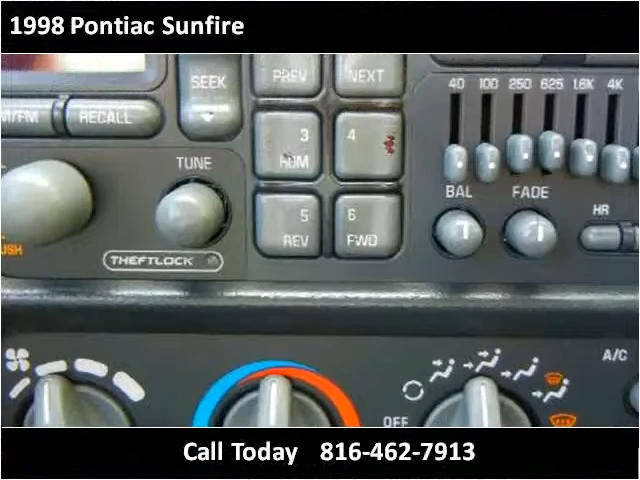 1998 Pontiac Sunfire
PREV NEXT
SEEK
40 100 250 625 1.6K 4K
M/FM RECALL
3 4
RDM
TUNE
BAL FADE
5 6
REV FWD
HR
USH
THEFTLOCK
A/C
OFF
Call Today 816-462-7913